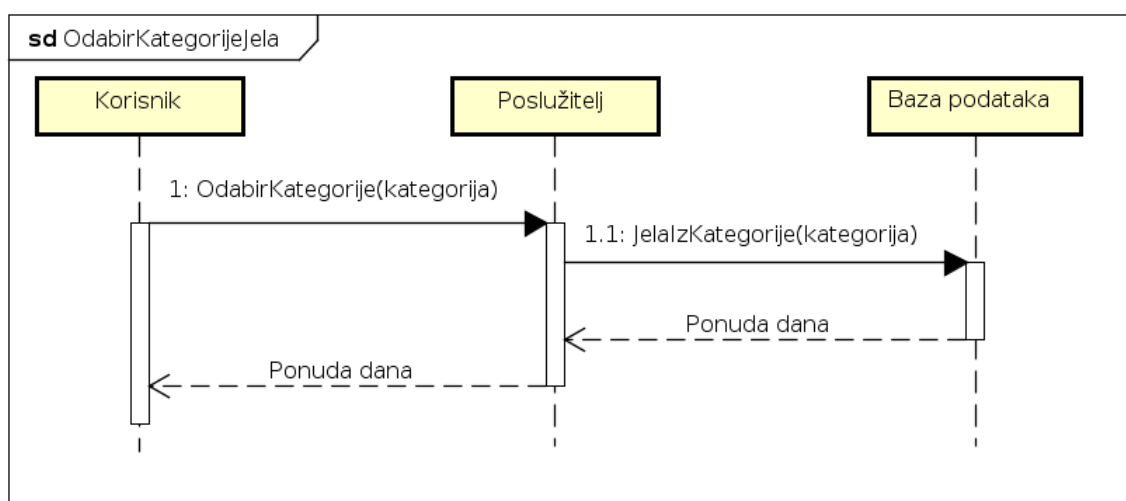 sd OdabirKategorijeJela
Korisnik
Poslužitelj
Baza podataka
1: OdabirKategorije(kategorija)
1.1: JelaIzKategorije(kategorija)
Ponuda dana
Ponuda dana